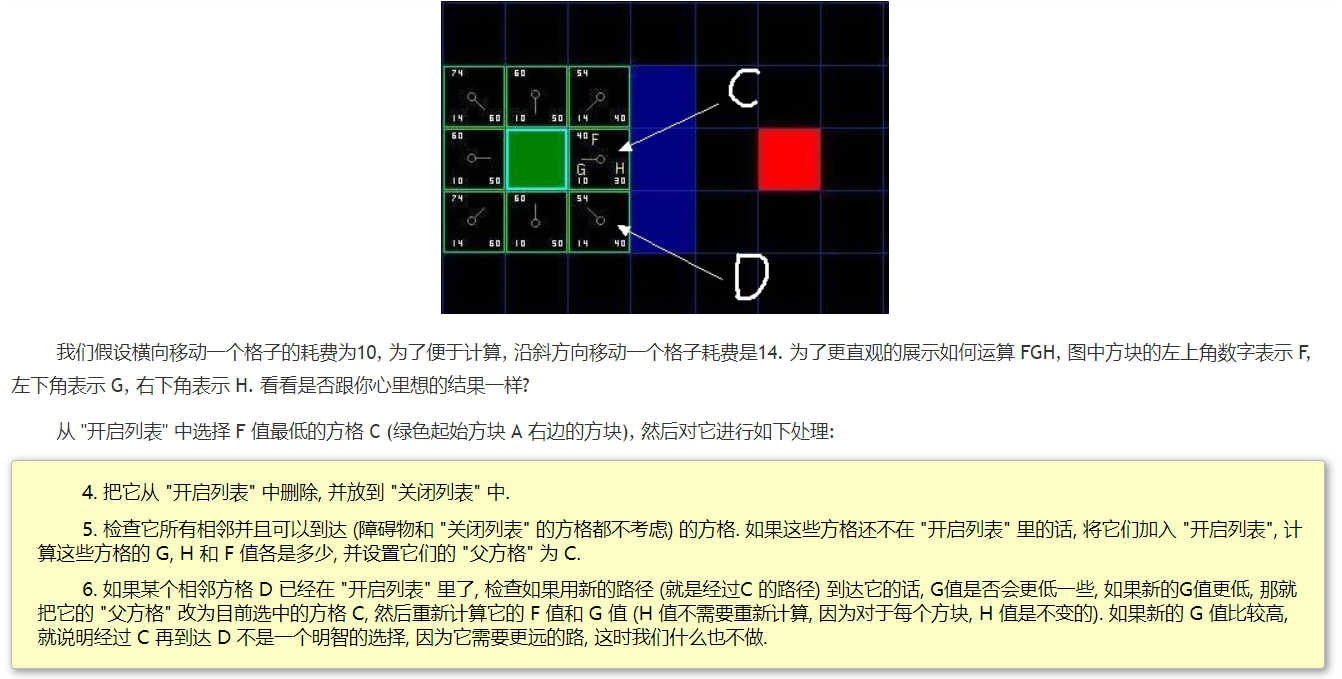 74 60 54
C
14 60 10 50 14 40
60 40 F
G H
10 50 10 30
74 60 54
14 60 10 50 14 40
D
我们假设横向移动一个格子的耗费为10, 为了便于计算, 沿斜方向移动一个格子耗费是14. 为了更直观的展示如何运算 FGH, 图中方块的左上角数字表示 F,
左下角表示 G, 右下角表示 H. 看看是否跟你心里想的结果一样?
从 "开启列表" 中选择 F 值最低的方格 C (绿色起始方块 A 右边的方块), 然后对它进行如下处理:
4. 把它从 "开启列表" 中删除, 并放到 "关闭列表" 中.
5. 检查它所有相邻并且可以到达 (障碍物和 "关闭列表" 的方格都不考虑) 的方格. 如果这些方格还不在 "开启列表" 里的话, 将它们加入 "开启列表", 计
算这些方格的 G, H 和 F 值各是多少, 并设置它们的 "父方格" 为 C.
6. 如果某个相邻方格 D 已经在 "开启列表" 里了, 检查如果用新的路径 (就是经过C 的路径) 到达它的话, G值是否会更低一些, 如果新的G值更低, 那就
把它的 "父方格" 改为目前选中的方格 C, 然后重新计算它的 F 值和 G 值 (H 值不需要重新计算, 因为对于每个方块, H 值是不变的). 如果新的 G 值比较高,
就说明经过 C 再到达 D 不是一个明智的选择, 因为它需要更远的路, 这时我们什么也不做.